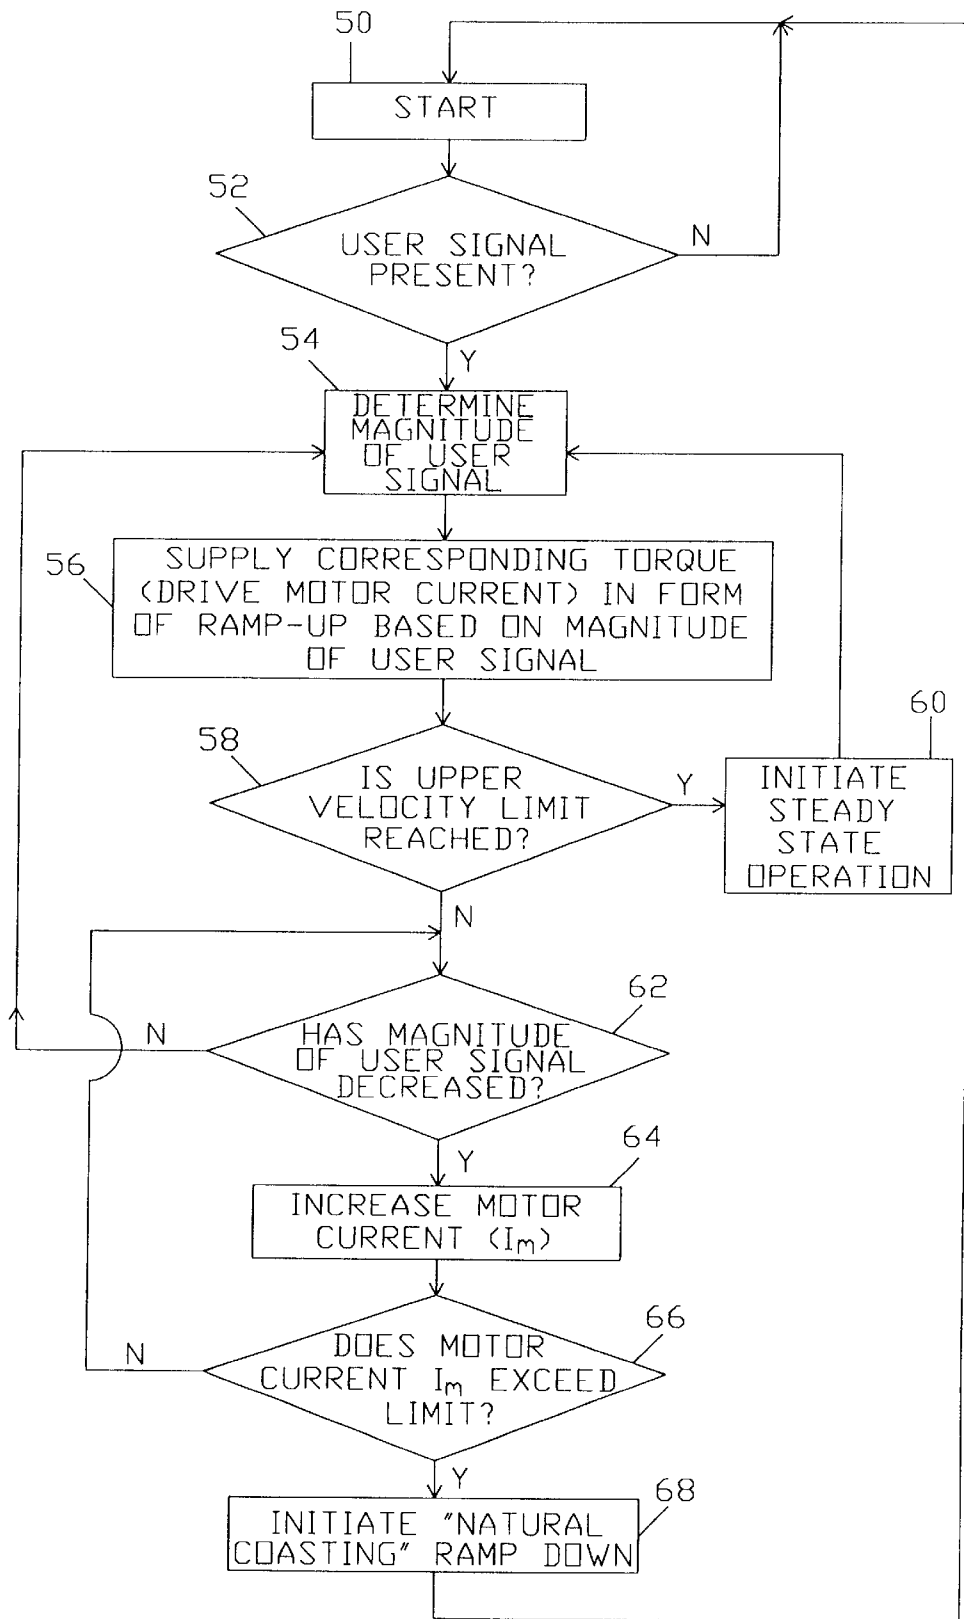 50
START
52
USER SIGNAL
PRESENT?
N
Y
54
DETERMINE
MAGNITUDE
OF USER
SIGNAL
56
SUPPLY CORRESPONDING TORQUE
(DRIVE MOTOR CURRENT) IN FORM
OF RAMP-UP BASED ON MAGNITUDE
OF USER SIGNAL
58
IS UPPER
VELOCITY LIMIT
REACHED?
Y
60
INITIATE
STEADY
STATE
OPERATION
N
62
HAS MAGNITUDE
OF USER SIGNAL
DECREASED?
N
Y
64
INCREASE MOTOR
CURRENT (Im)
66
DOES MOTOR
CURRENT Im EXCEED
LIMIT?
N
Y
68
INITIATE "NATURAL
COASTING" RAMP DOWN